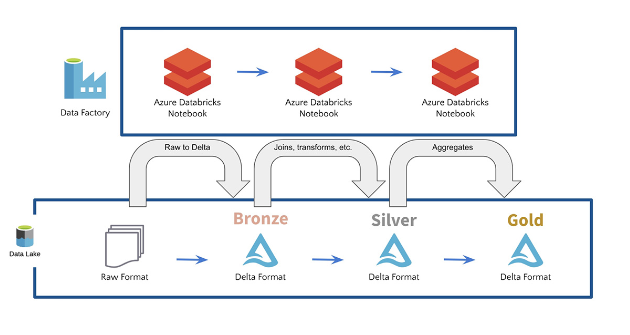 Data Factory
Azure Databricks
Notebook
Azure Databricks
Notebook
Azure Databricks
Notebook
Raw to Delta
Joins, transforms, etc.
Aggregates
Data Lake
Bronze
Silver
Gold
Raw Format
Delta Format
Delta Format
Delta Format